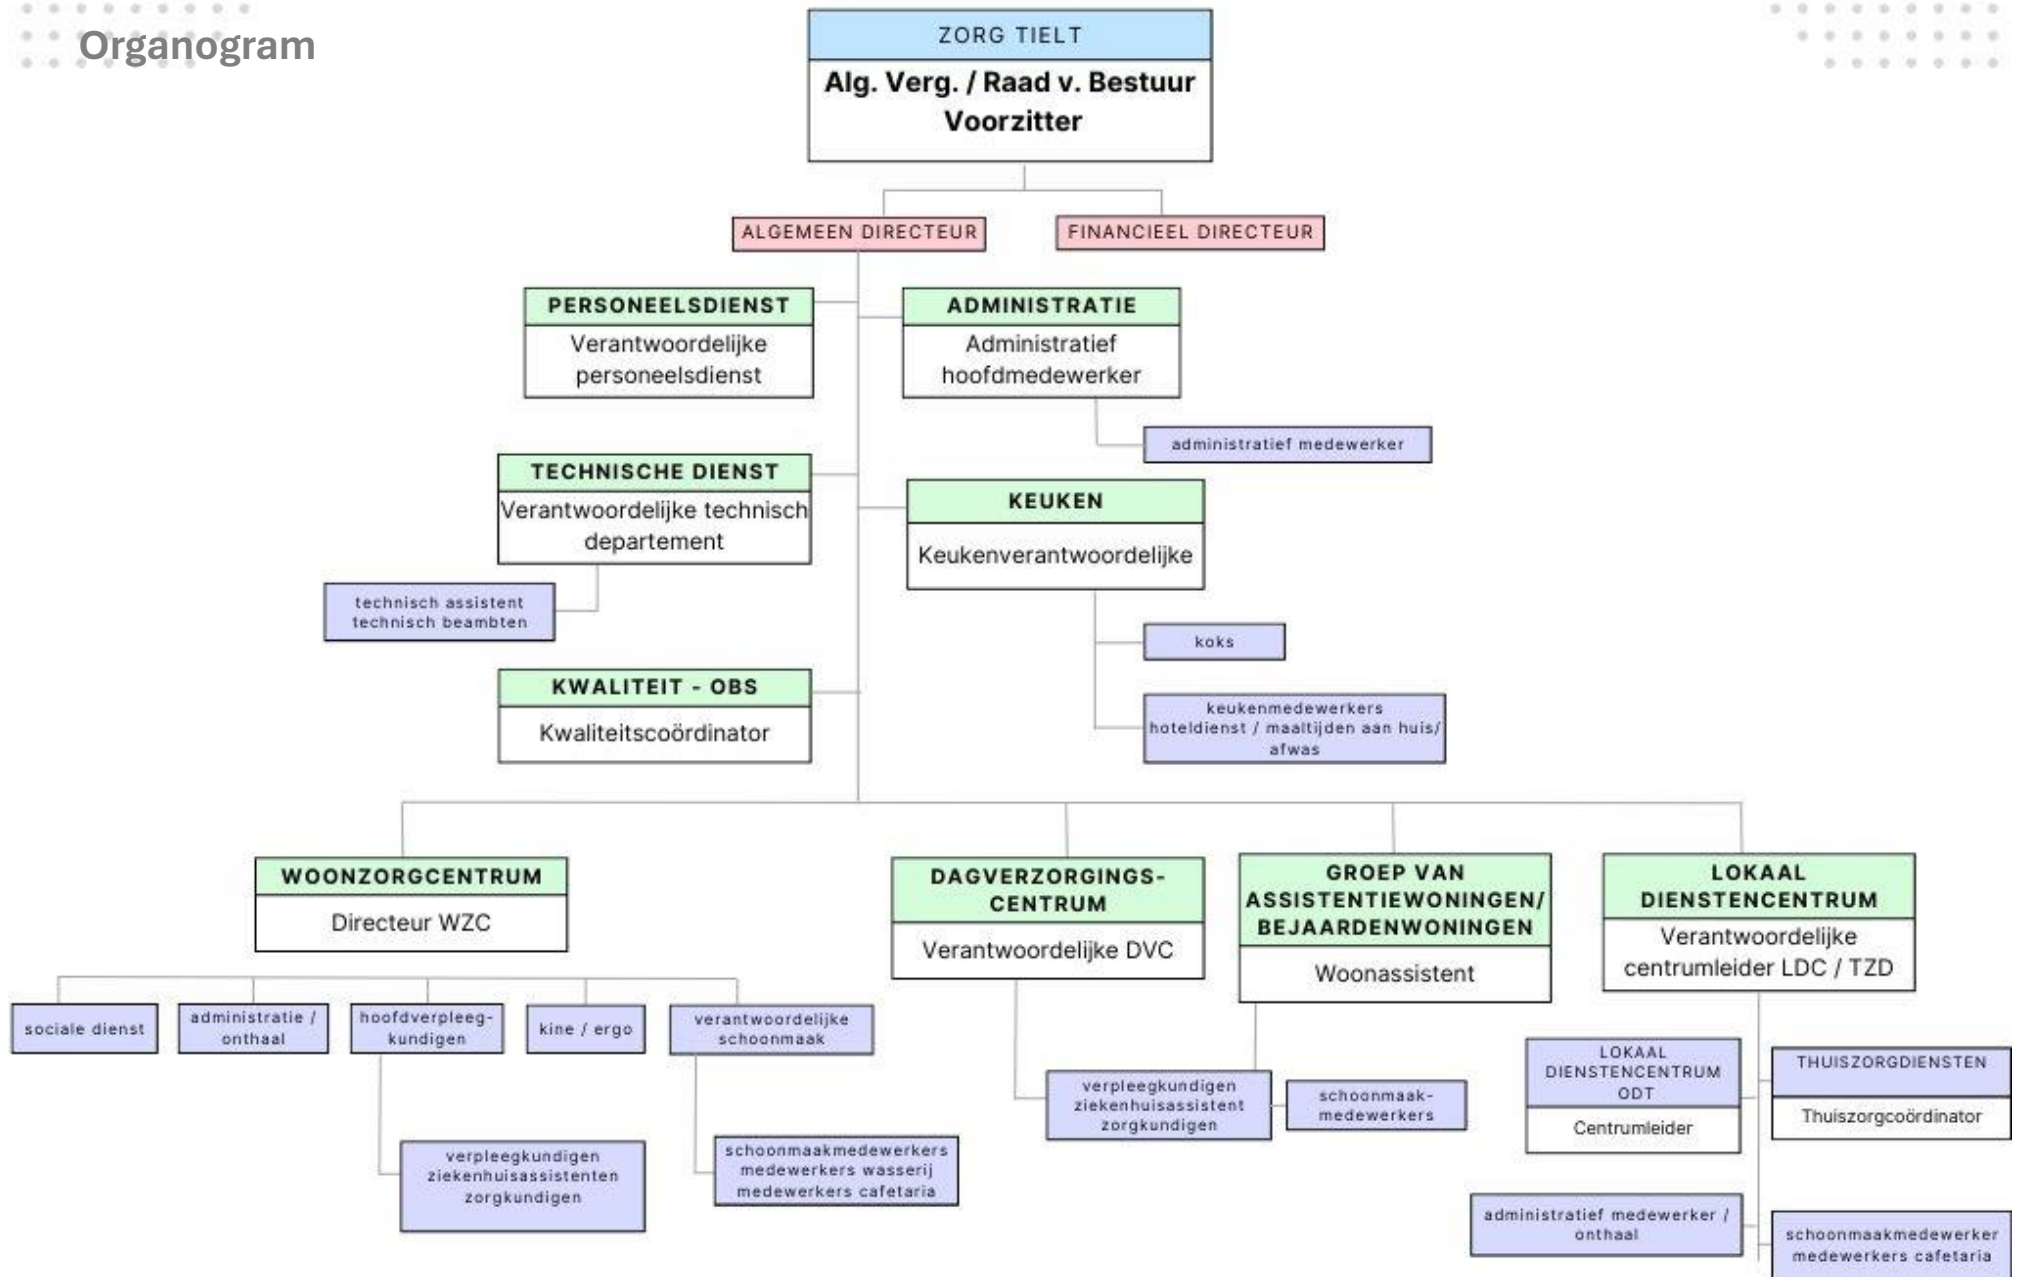 Organogram
ZORG TIELT
Alg. Verg. / Raad v. Bestuur
Voorzitter
ALGEMEEN DIRECTEUR
FINANCIEEL DIRECTEUR
PERSONEELSDIENST
Verantwoordelijke
personeelsdienst
ADMINISTRATIE
Administratief
hoofdmedewerker
administratief medewerker
TECHNISCHE DIENST
Verantwoordelijke technisch
departement
technisch assistent
technisch beambten
KEUKEN
Keukenverantwoordelijke
koks
keukenmedewerkers
hoteldienst / maaltijden aan huis/
afwas
KWALITEIT - OBS
Kwaliteitscoördinator
WOONZORGCENTRUM
Directeur WZC
sociale dienst
administratie /
onthaal
hoofdverpleeg-
kundigen
kine / ergo
verantwoordelijke
schoonmaak
verpleegkundigen
ziekenhuisassistenten
zorgkundigen
schoonmaakmedewerkers
medewerkers wasserij
medewerkers cafetaria
DAGVERZORGINGS-
CENTRUM
Verantwoordelijke DVC
GROEP VAN
ASSISTENTIEWONINGEN/
BEJAARDENWONINGEN
Woonassistent
verpleegkundigen
ziekenhuisassistent
zorgkundigen
schoonmaak-
medewerkers
LOKAAL
DIENSTENCENTRUM
Verantwoordelijke
centrumleider LDC / TZD
LOKAAL
DIENSTENCENTRUM
ODT
Centrumleider
THUISZORGDIENSTEN
Thuiszorgcoördinator
administratief medewerker /
onthaal
schoonmaakmedewerker
medewerkers cafetaria